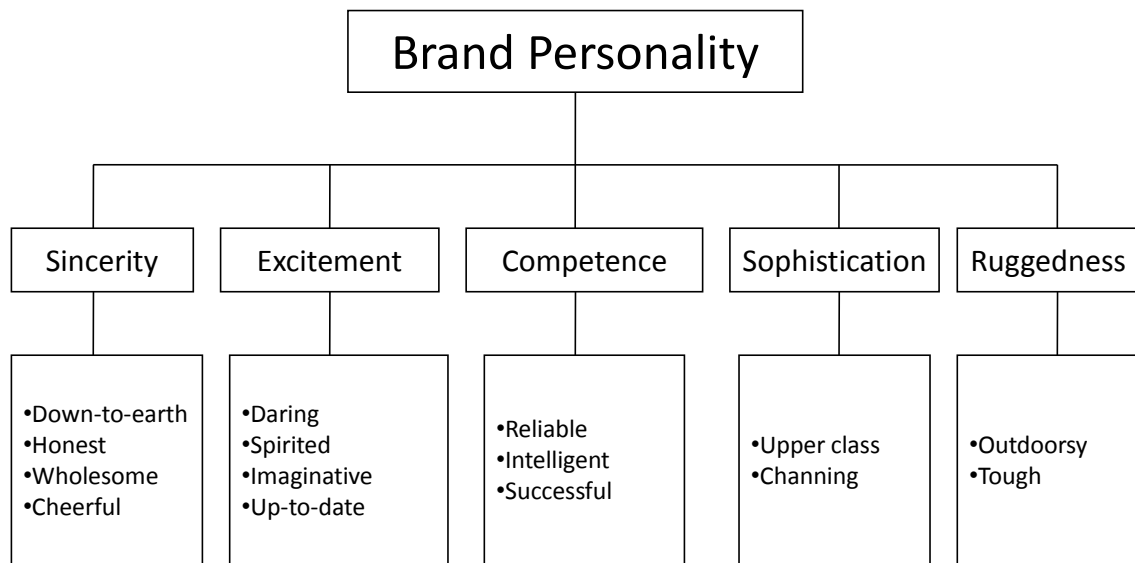 Brand Personality
Sincerity
Excitement
Competence
Sophistication
Ruggedness
•Down-to-earth
•Honest
•Wholesome
•Cheerful
•Daring
•Spirited
•Imaginative
•Up-to-date
•Reliable
•Intelligent
•Successful
•Upper class
•Channing
•Outdoorsy
•Tough